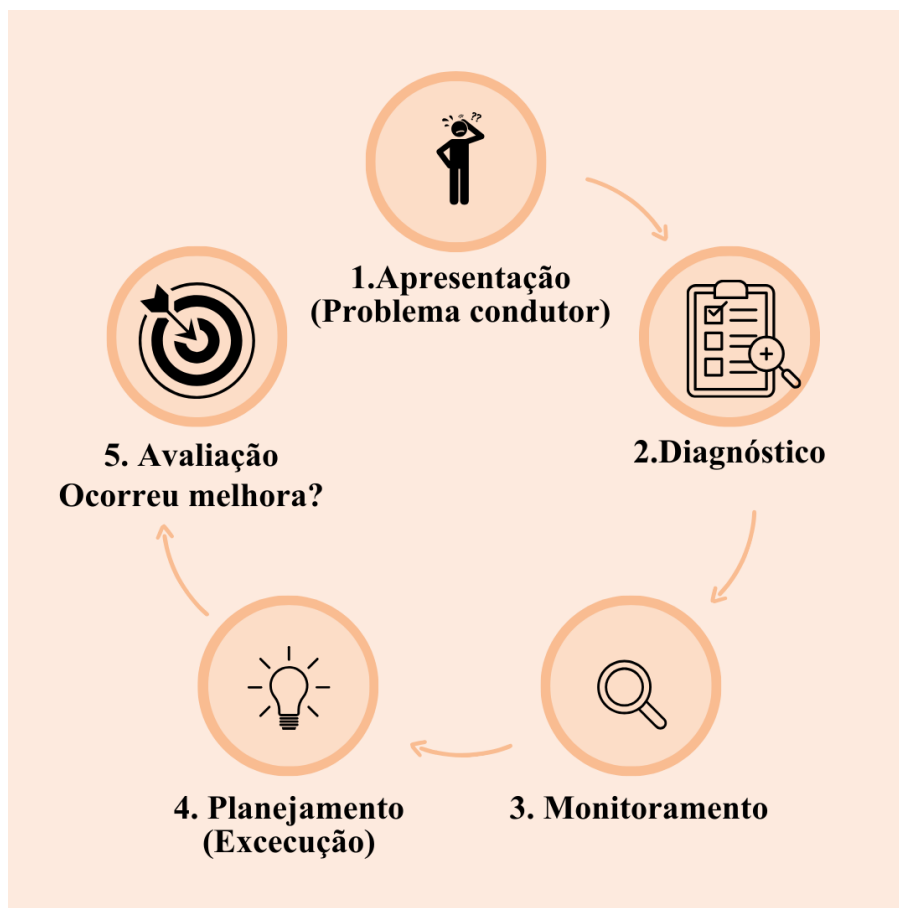 ??
1.Apresentação
(Problema condutor)
2.Diagnóstico
3. Monitoramento
4. Planejamento
(Excecução)
5. Avaliação
Ocorreu melhora?